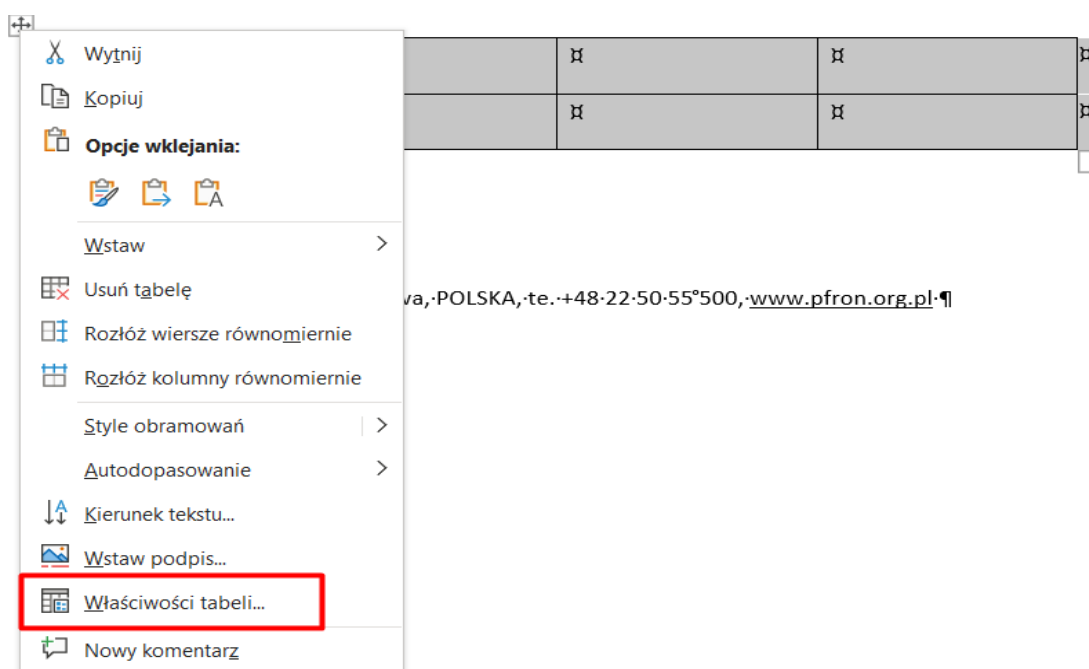 Wytnij
¤ ¤ ¤
Kopiuj
¤ ¤ ¤
Opcje wklejania:
Wstaw
Usuń tabelę
va,·POLSKA,·te.·+48·22·50·55°500,·www.pfron.org.pl·¶
Rozłóż wiersze równomiernie
Rozłóż kolumny równomiernie
Style obramowań
Autodopasowanie
Kierunek tekstu...
Wstaw podpis...
Właściwości tabeli...
Nowy komentarz